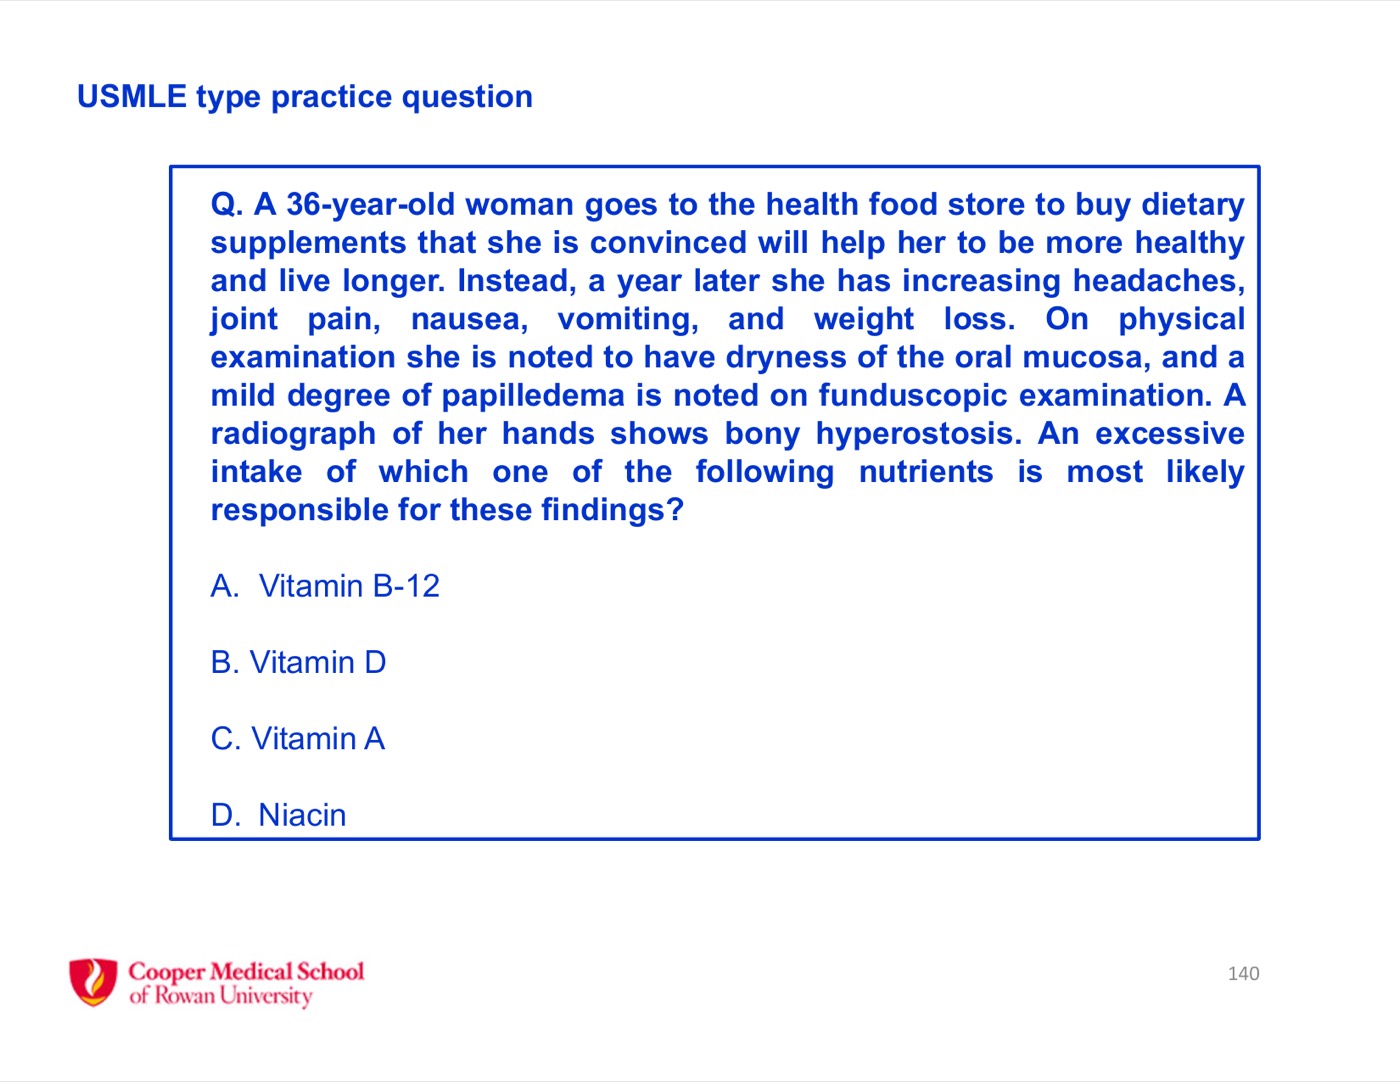 USMLE type practice question
Q. A 36-year-old woman goes to the health food store to buy dietary
supplements that she is convinced will help her to be more healthy
and live longer. Instead, a year later she has increasing headaches,
joint pain, nausea, vomiting, and weight loss. On physical
examination she is noted to have dryness of the oral mucosa, and a
mild degree of papilledema is noted on funduscopic examination. A
radiograph of her hands shows bony hyperostosis. An excessive
intake of which one of the following nutrients is most likely
responsible for these findings?
A. Vitamin B-12
B. Vitamin D
C. Vitamin A
D. Niacin
Cooper Medical School
of Rowan University
140